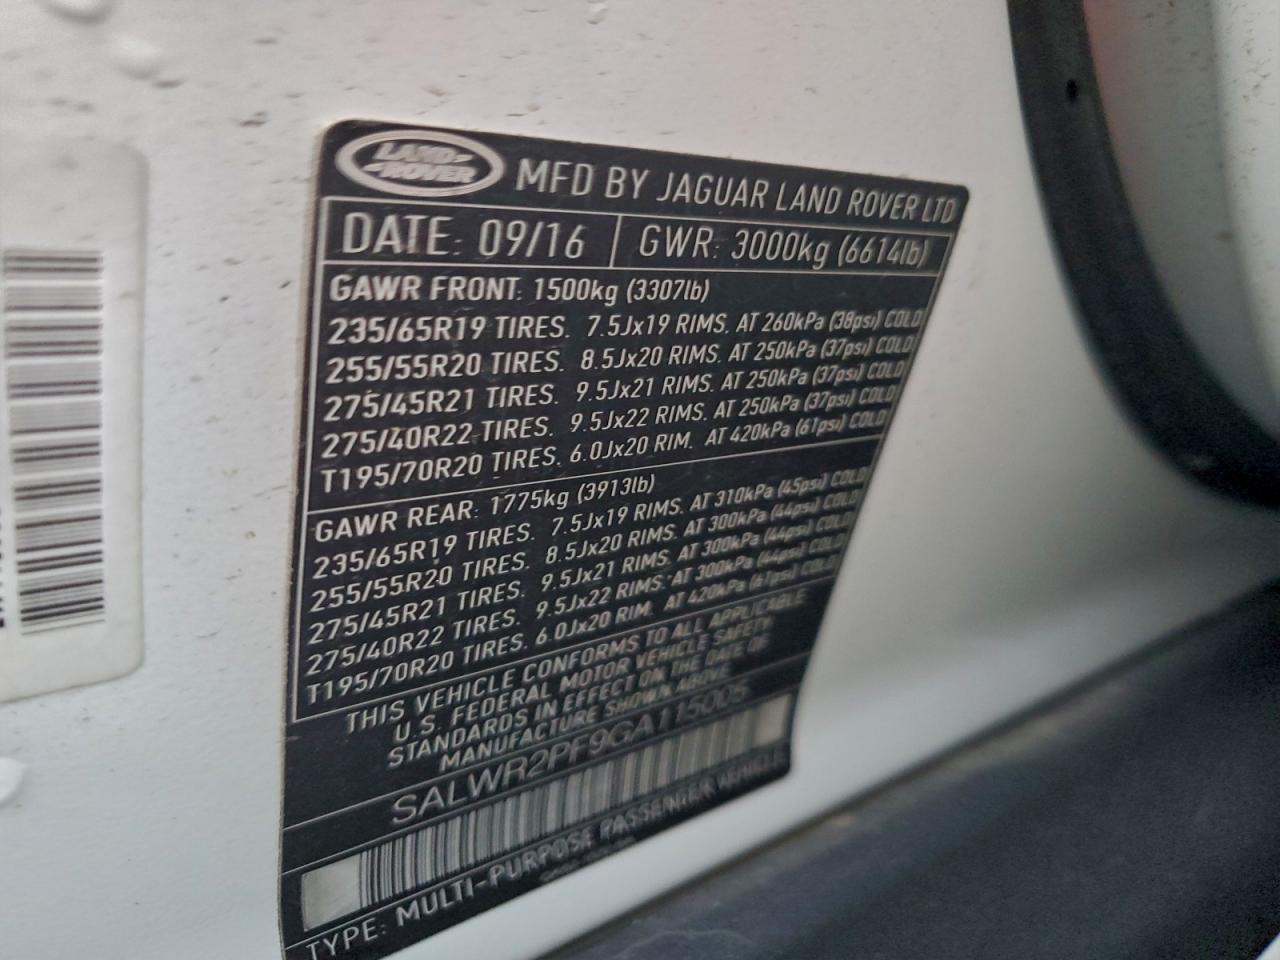 LAND ROVER
MFD BY JAGUAR LAND ROVER LTD
DATE: 09/16 GWR: 3000kg (6614lb)
GAWR FRONT: 1500kg (3307lb)
235/65R19 TIRES. 7.5Jx19 RIMS. AT 260kPa (38psi) COLD
255/55R20 TIRES. 8.5Jx20 RIMS. AT 250kPa (37psi) COLD
275/45R21 TIRES. 9.5Jx21 RIMS. AT 250kPa (37psi) COLD
275/40R22 TIRES. 9.5Jx22 RIMS. AT 250kPa (37psi) COLD
T195/70R20 TIRES. 6.0Jx20 RIM. AT 420kPa (61psi) COLD
GAWR REAR: 1775kg (3913lb)
235/65R19 TIRES. 7.5Jx19 RIMS. AT 310kPa (45psi) COLD
255/55R20 TIRES. 8.5Jx20 RIMS. AT 300kPa (44psi) COLD
275/45R21 TIRES. 9.5Jx21 RIMS. AT 300kPa (44psi) COLD
275/40R22 TIRES. 9.5Jx22 RIMS. AT 300kPa (44psi) COLD
T195/70R20 TIRES. 6.0Jx20 RIM. AT 420kPa (61psi) COLD
THIS VEHICLE CONFORMS TO ALL APPLICABLE
U.S. FEDERAL MOTOR VEHICLE SAFETY
STANDARDS IN EFFECT ON THE DATE OF
MANUFACTURE SHOWN ABOVE
SALWR2PF9GA115005
TYPE: MULTI-PURPOSE PASSENGER VEHICLE